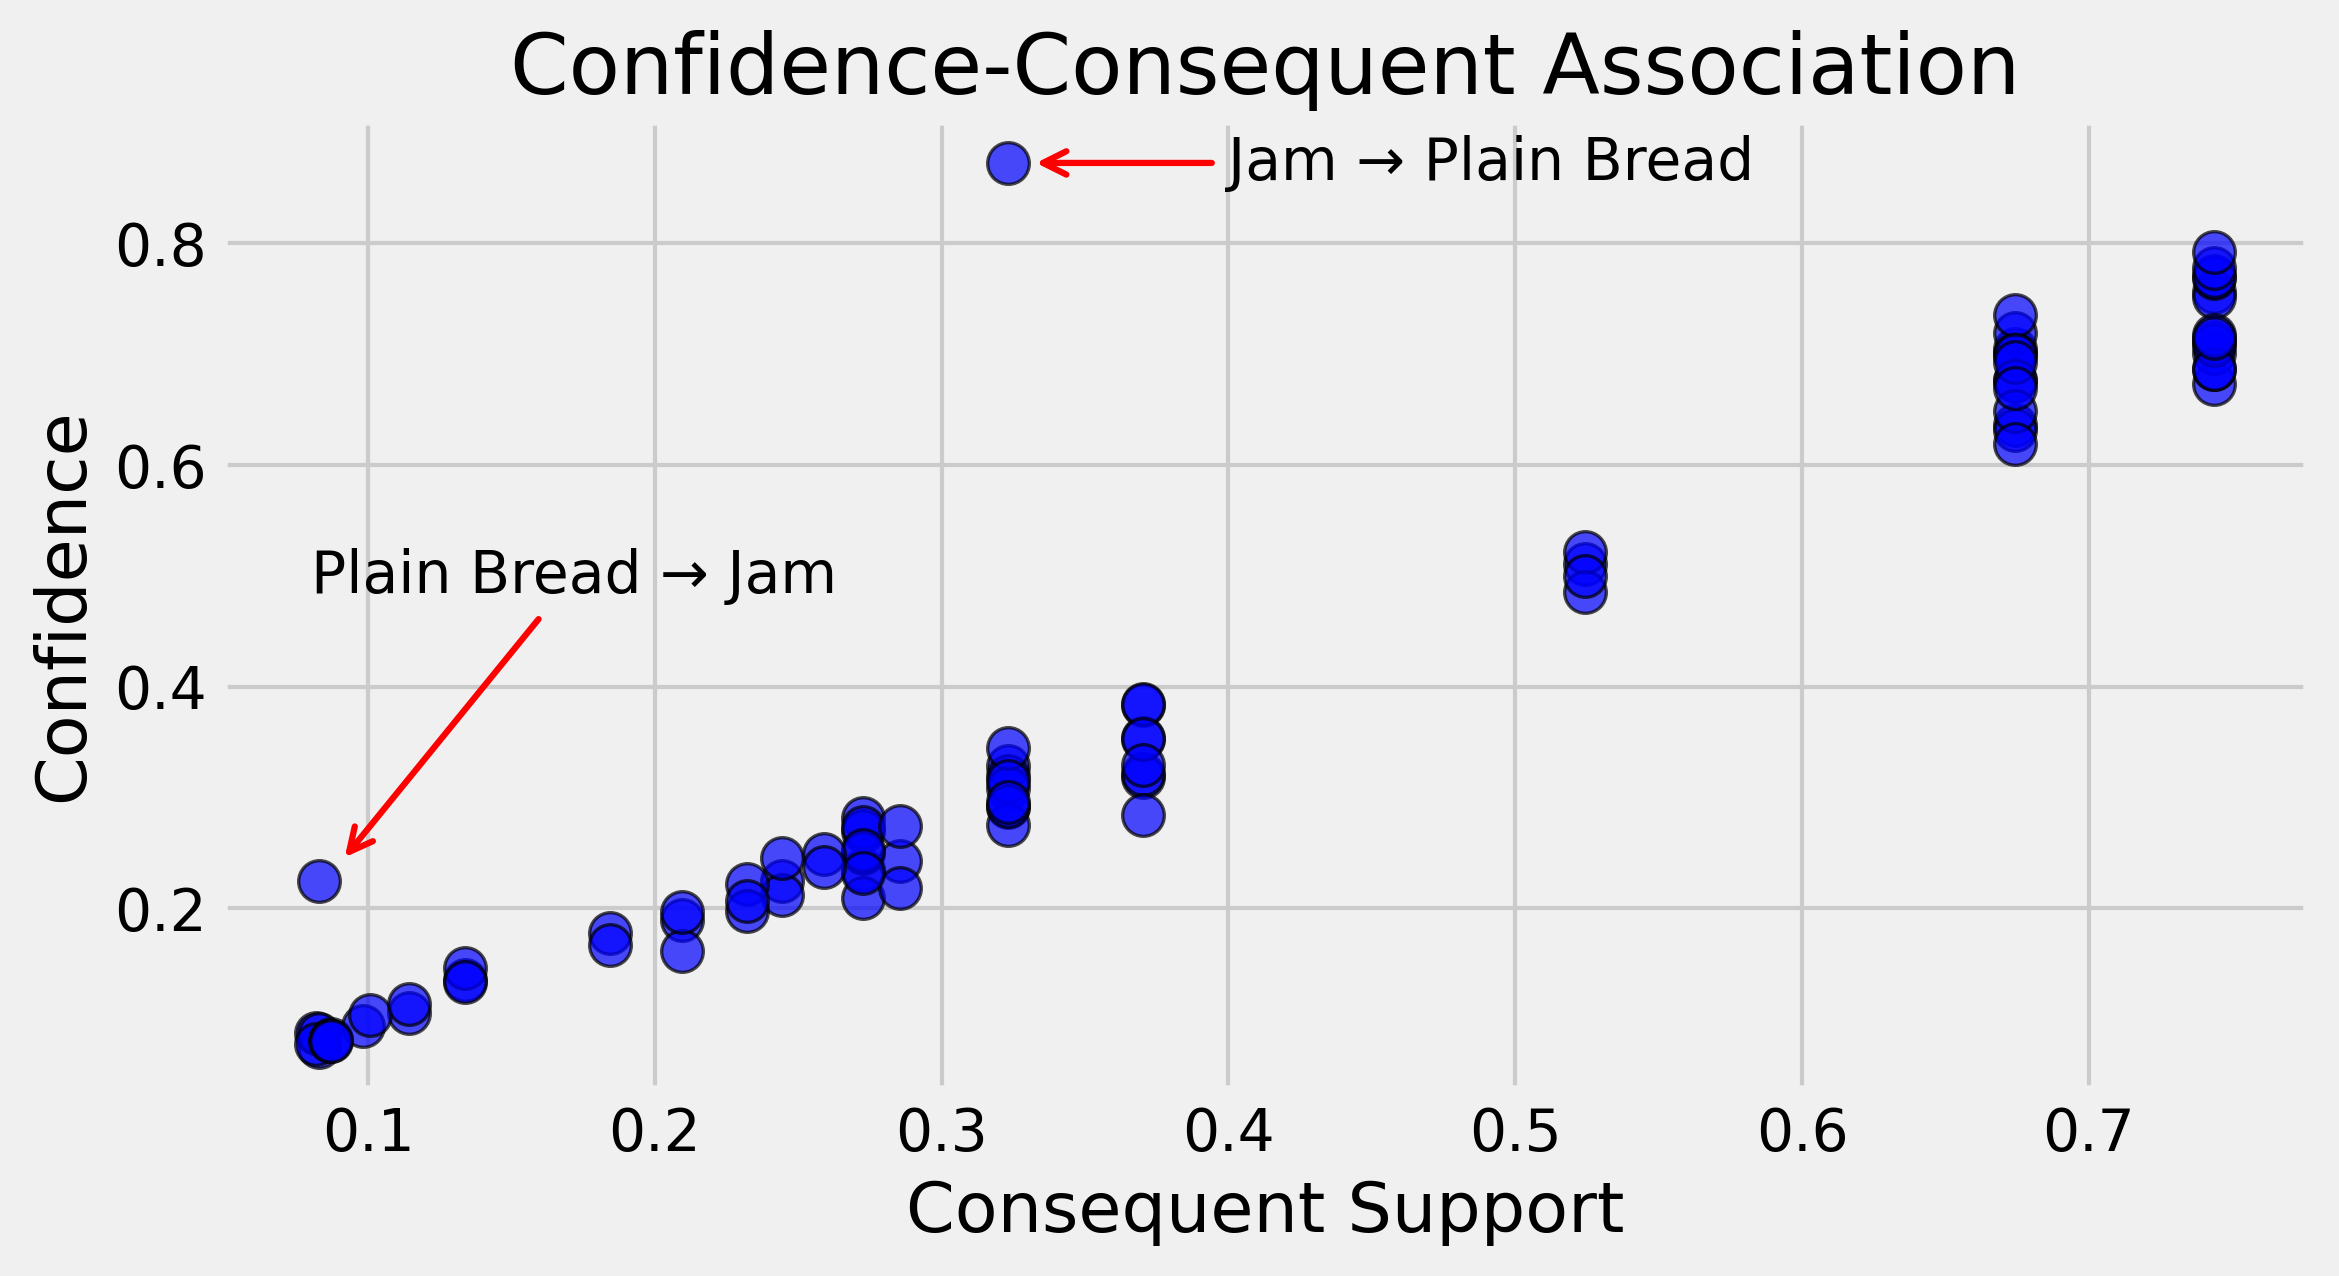 Confidence-Consequent Association
Jam → Plain Bread
0.8
0.6
Plain Bread → Jam
0.4
0.2
Confidence
0.1 0.2 0.3 0.4 0.5 0.6 0.7
Consequent Support